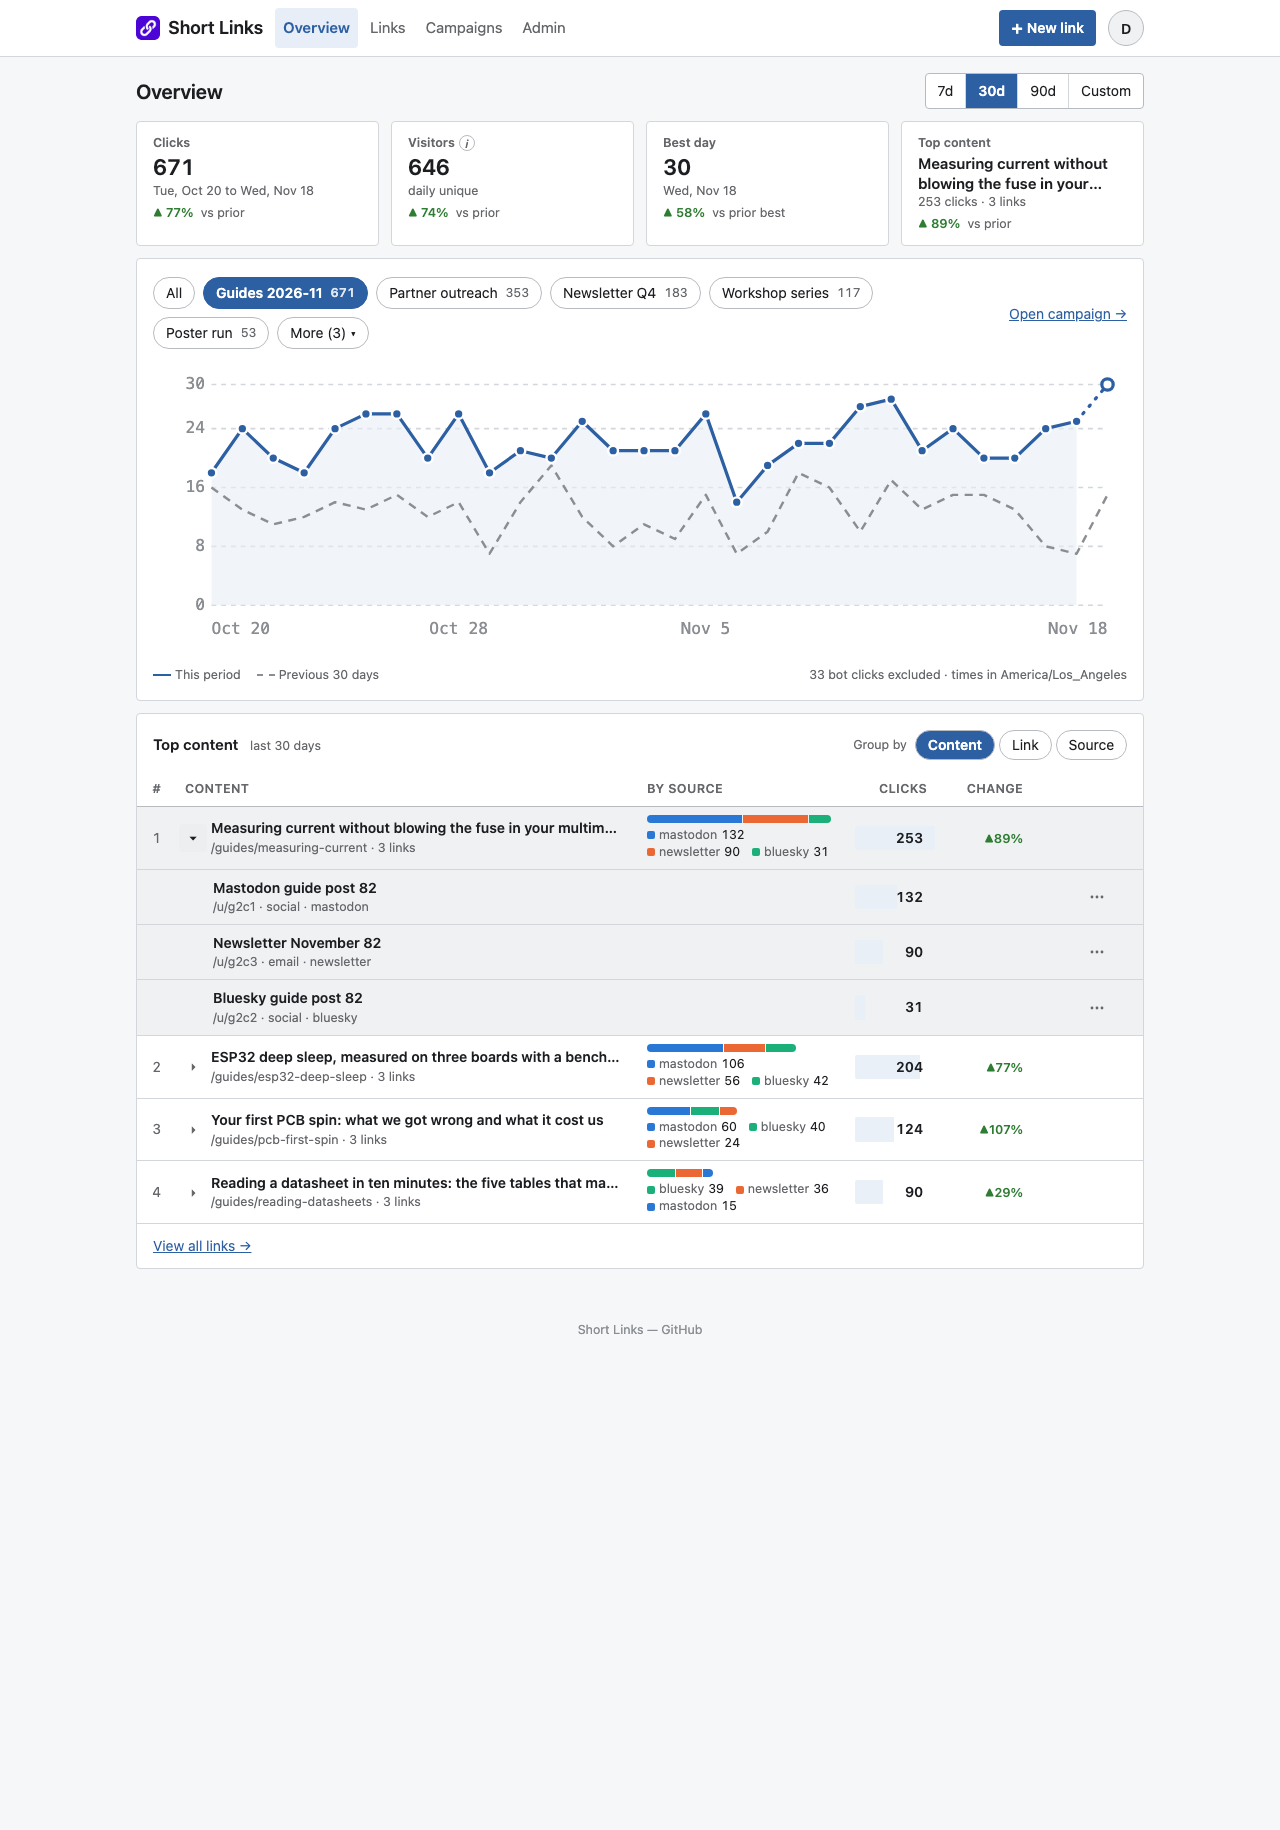 Short Links
Overview
Links
Campaigns
Admin
+ New link
D
Overview
7d
30d
90d
Custom
Clicks
671
Tue, Oct 20 to Wed, Nov 18
▲ 77% vs prior
Visitors i
646
daily unique
▲ 74% vs prior
Best day
30
Wed, Nov 18
▲ 58% vs prior best
Top content
Measuring current without
blowing the fuse in your...
253 clicks · 3 links
▲ 89% vs prior
All
Guides 2026-11 671
Partner outreach 353
Newsletter Q4 183
Workshop series 117
Poster run 53
More (3) ▾
Open campaign →
30
24
16
8
0
Oct 20
Oct 28
Nov 5
Nov 18
This period
Previous 30 days
33 bot clicks excluded · times in America/Los_Angeles
Top content last 30 days
Group by
Content
Link
Source
# CONTENT BY SOURCE CLICKS CHANGE
1
Measuring current without blowing the fuse in your multim...
/guides/measuring-current · 3 links
mastodon 132
newsletter 90 bluesky 31
253
▲89%
Mastodon guide post 82
/u/g2c1 · social · mastodon
132
···
Newsletter November 82
/u/g2c3 · email · newsletter
90
···
Bluesky guide post 82
/u/g2c2 · social · bluesky
31
···
2
ESP32 deep sleep, measured on three boards with a bench...
/guides/esp32-deep-sleep · 3 links
mastodon 106
newsletter 56 bluesky 42
204
▲77%
3
Your first PCB spin: what we got wrong and what it cost us
/guides/pcb-first-spin · 3 links
mastodon 60 bluesky 40
newsletter 24
124
▲107%
4
Reading a datasheet in ten minutes: the five tables that ma...
/guides/reading-datasheets · 3 links
bluesky 39 newsletter 36
mastodon 15
90
▲29%
View all links →
Short Links — GitHub